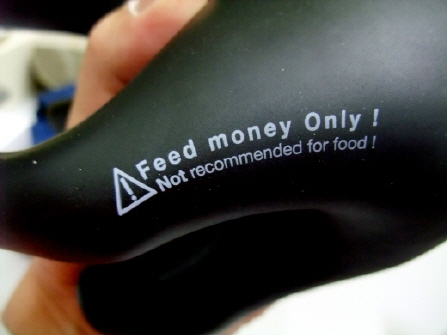 Feed money Only !
Not recommended for food !